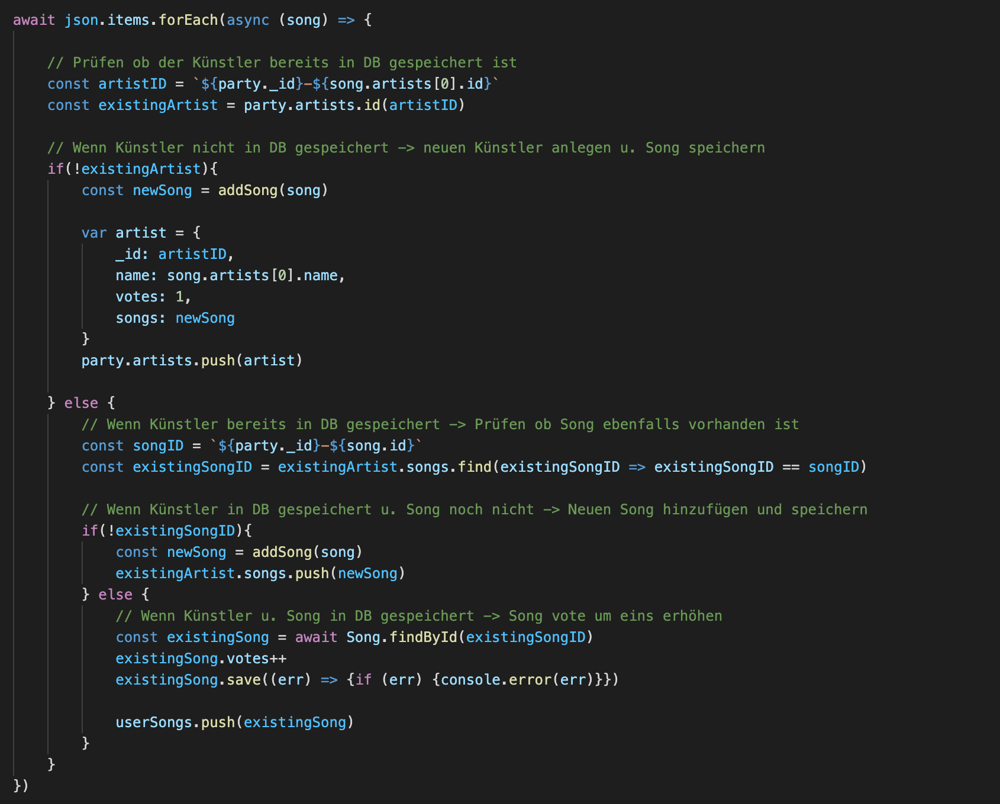 await json.items.forEach(async (song) => {
// Prüfen ob der Künstler bereits in DB gespeichert ist
const artistID = `${party._id}-${song.artists[0].id}`
const existingArtist = party.artists.id(artistID)
// Wenn Künstler nicht in DB gespeichert -> neuen Künstler anlegen u. Song speichern
if(!existingArtist){
const newSong = addSong(song)
var artist = {
_id: artistID,
name: song.artists[0].name,
votes: 1,
songs: newSong
}
party.artists.push(artist)
} else {
// Wenn Künstler bereits in DB gespeichert -> Prüfen ob Song ebenfalls vorhanden ist
const songID = `${party._id}-${song.id}`
const existingSongID = existingArtist.songs.find(existingSongID => existingSongID == songID)
// Wenn Künstler in DB gespeichert u. Song noch nicht -> Neuen Song hinzufügen und speichern
if(!existingSongID){
const newSong = addSong(song)
existingArtist.songs.push(newSong)
} else {
// Wenn Künstler u. Song in DB gespeichert -> Song vote um eins erhöhen
const existingSong = await Song.findById(existingSongID)
existingSong.votes++
existingSong.save((err) => {if (err) {console.error(err)}})
userSongs.push(existingSong)
}
}
})